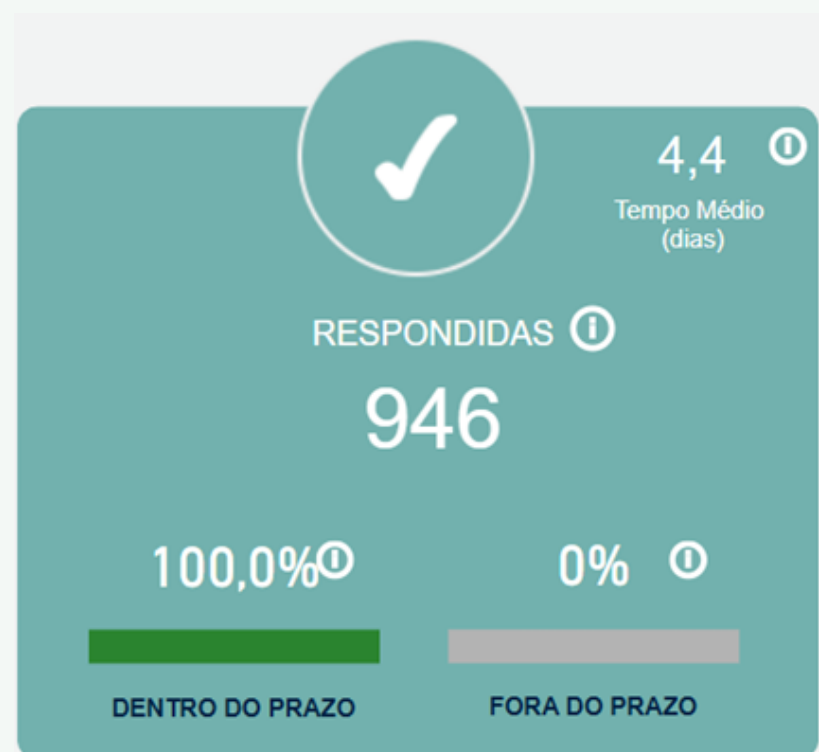 4,4
Tempo Médio
(dias)
RESPONDIDAS
946
100,0%
0%
DENTRO DO PRAZO
FORA DO PRAZO